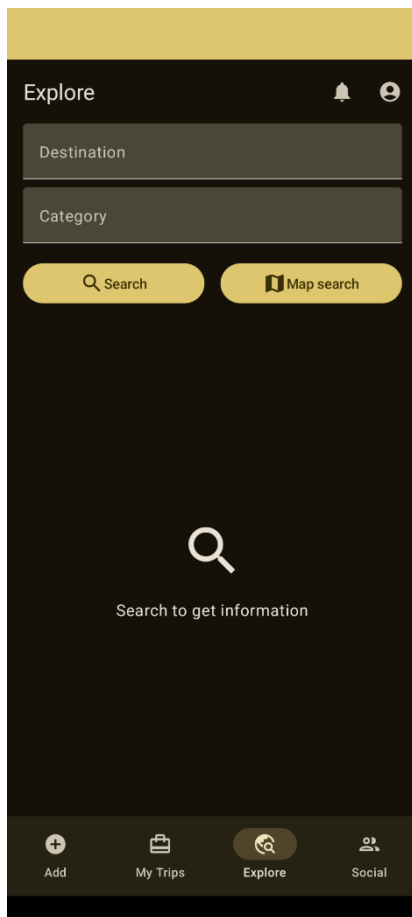 Explore
Destination
Category
Search
Map search
Search to get information
Add
My Trips
Explore
Social